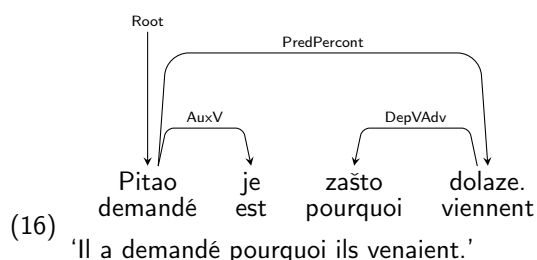 Root
PredPercont
AuxV DepVAdv
Pitao je zašto dolaze.
demandé est pourquoi viennent
(16)
‘Il a demandé pourquoi ils venaient.’